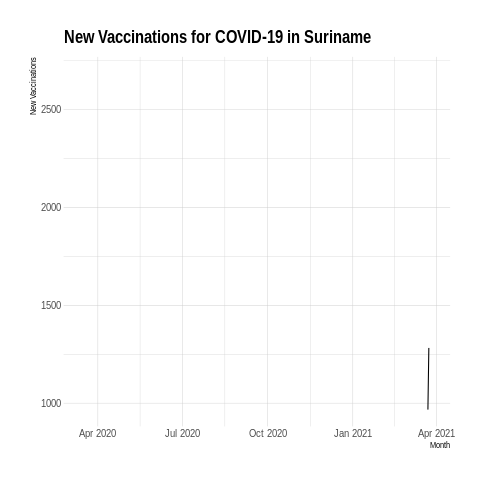 New Vaccinations for COVID-19 in Suriname
New Vaccinations
2500
2000
1500
1000
Apr 2020 Jul 2020 Oct 2020 Jan 2021 Apr 2021
Month